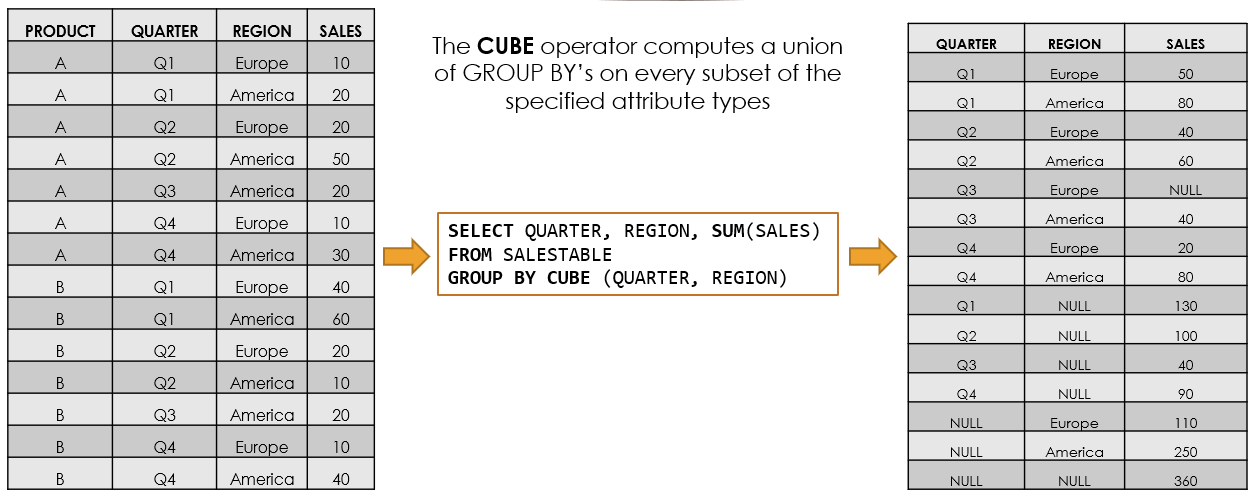 PRODUCT QUARTER REGION SALES
A Q1 Europe 10
A Q1 America 20
A Q2 Europe 20
A Q2 America 50
A Q3 America 20
A Q4 Europe 10
A Q4 America 30
B Q1 Europe 40
B Q1 America 60
B Q2 Europe 20
B Q2 America 10
B Q3 America 20
B Q4 Europe 10
B Q4 America 40
The CUBE operator computes a union
of GROUP BY's on every subset of the
specified attribute types
SELECT QUARTER, REGION, SUM(SALES)
FROM SALESTABLE
GROUP BY CUBE (QUARTER, REGION)
QUARTER REGION SALES
Q1 Europe 50
Q1 America 80
Q2 Europe 40
Q2 America 60
Q3 Europe NULL
Q3 America 40
Q4 Europe 20
Q4 America 80
Q1 NULL 130
Q2 NULL 100
Q3 NULL 40
Q4 NULL 90
NULL Europe 110
NULL America 250
NULL NULL 360